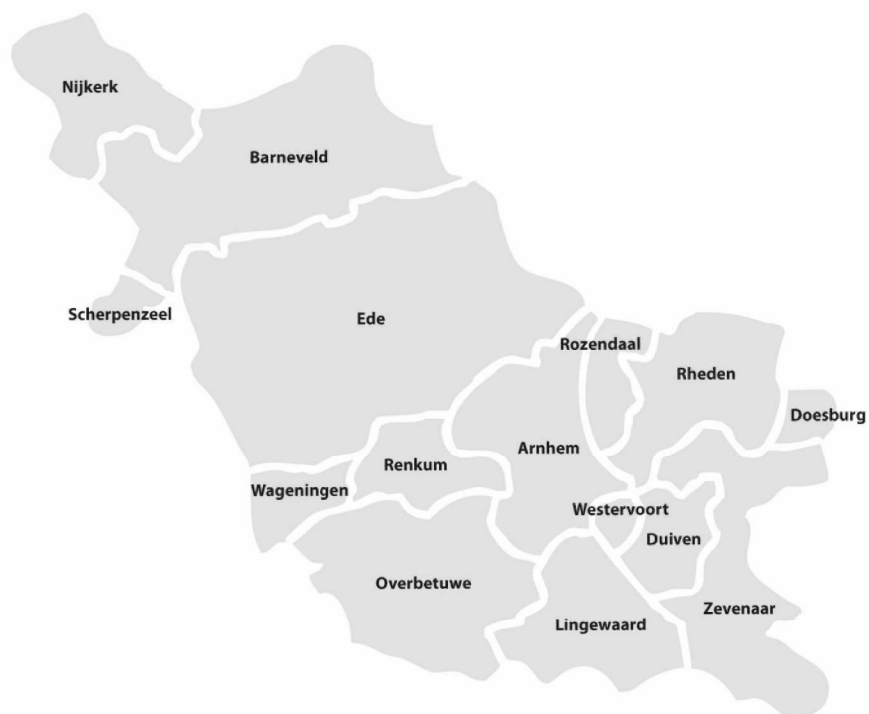 Nijkerk
Barneveld
Scherpenzeel
Ede
Rozendaal
Rheden
Doesburg
Arnhem
Renkum
Wageningen
Westervoort
Duiven
Overbetuwe
Zevenaar
Lingewaard